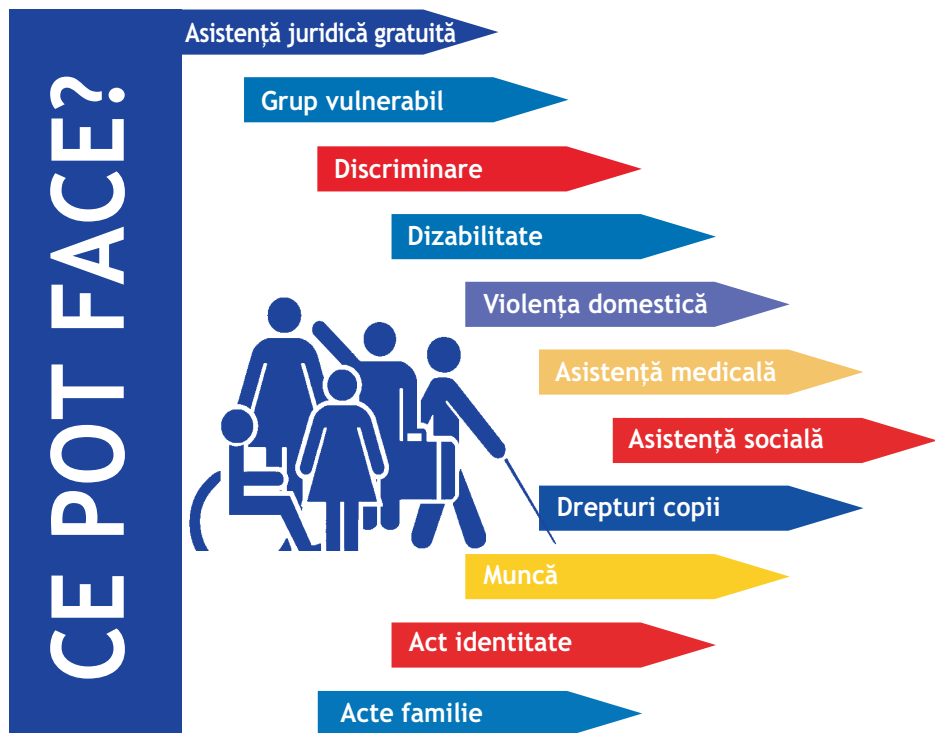 CE POT FACE?
Asistență juridică gratuită
Grup vulnerabil
Discriminare
Dizabilitate
Violența domestică
Asistență medicală
Asistență socială
Drepturi copii
Muncă
Act identitate
Acte familie